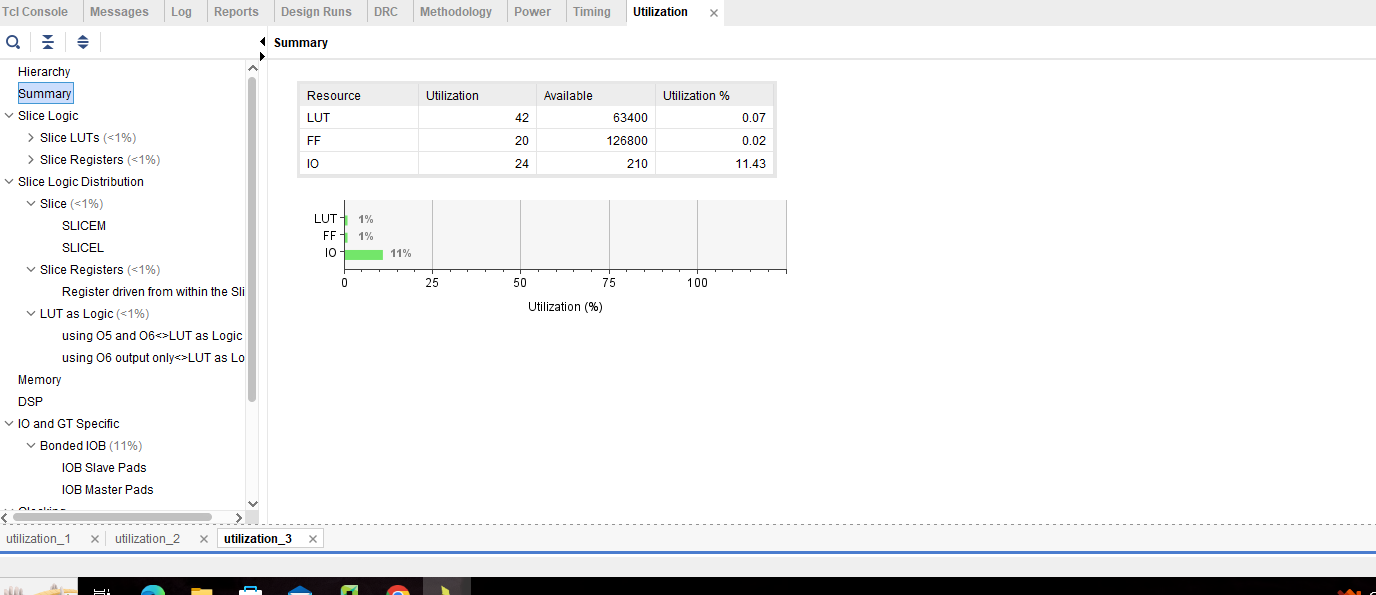 Tcl Console Messages Log Reports Design Runs DRC Methodology Power Timing Utilization
Summary
Hierarchy
Summary
Slice Logic
Slice LUTs (<1%)
Slice Registers (<1%)
Slice Logic Distribution
Slice (<1%)
SLICEM
SLICEL
Slice Registers (<1%)
Register driven from within the Sli
LUT as Logic (<1%)
using O5 and O6<>LUT as Logic
using O6 output only<>LUT as Lo
Memory
DSP
IO and GT Specific
Bonded IOB (11%)
IOB Slave Pads
IOB Master Pads
Resource Utilization Available Utilization %
LUT 42 63400 0.07
FF 20 126800 0.02
IO 24 210 11.43
LUT 1%
FF 1%
IO 11%
0 25 50 75 100
Utilization (%)
utilization_1 utilization_2 utilization_3